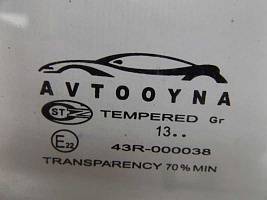 AVTOOYNA
ST TEMPERED Gr
13..
E22 43R-000038
TRANSPARENCY 70% MIN